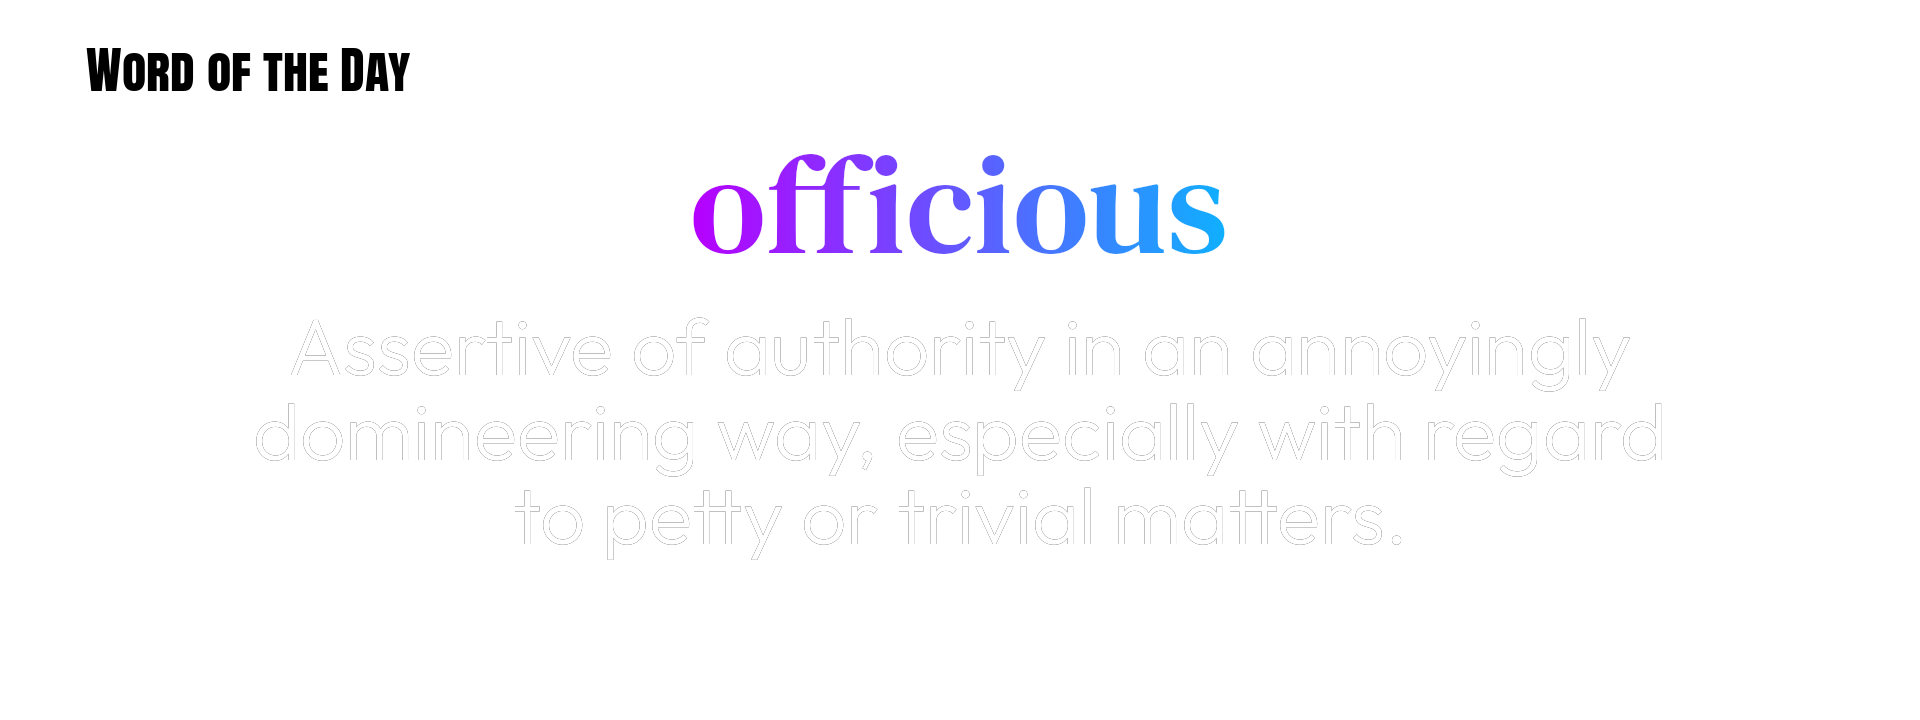 Word of the Day
officious
Assertive of authority in an annoyingly
domineering way, especially with regard
to petty or trivial matters.